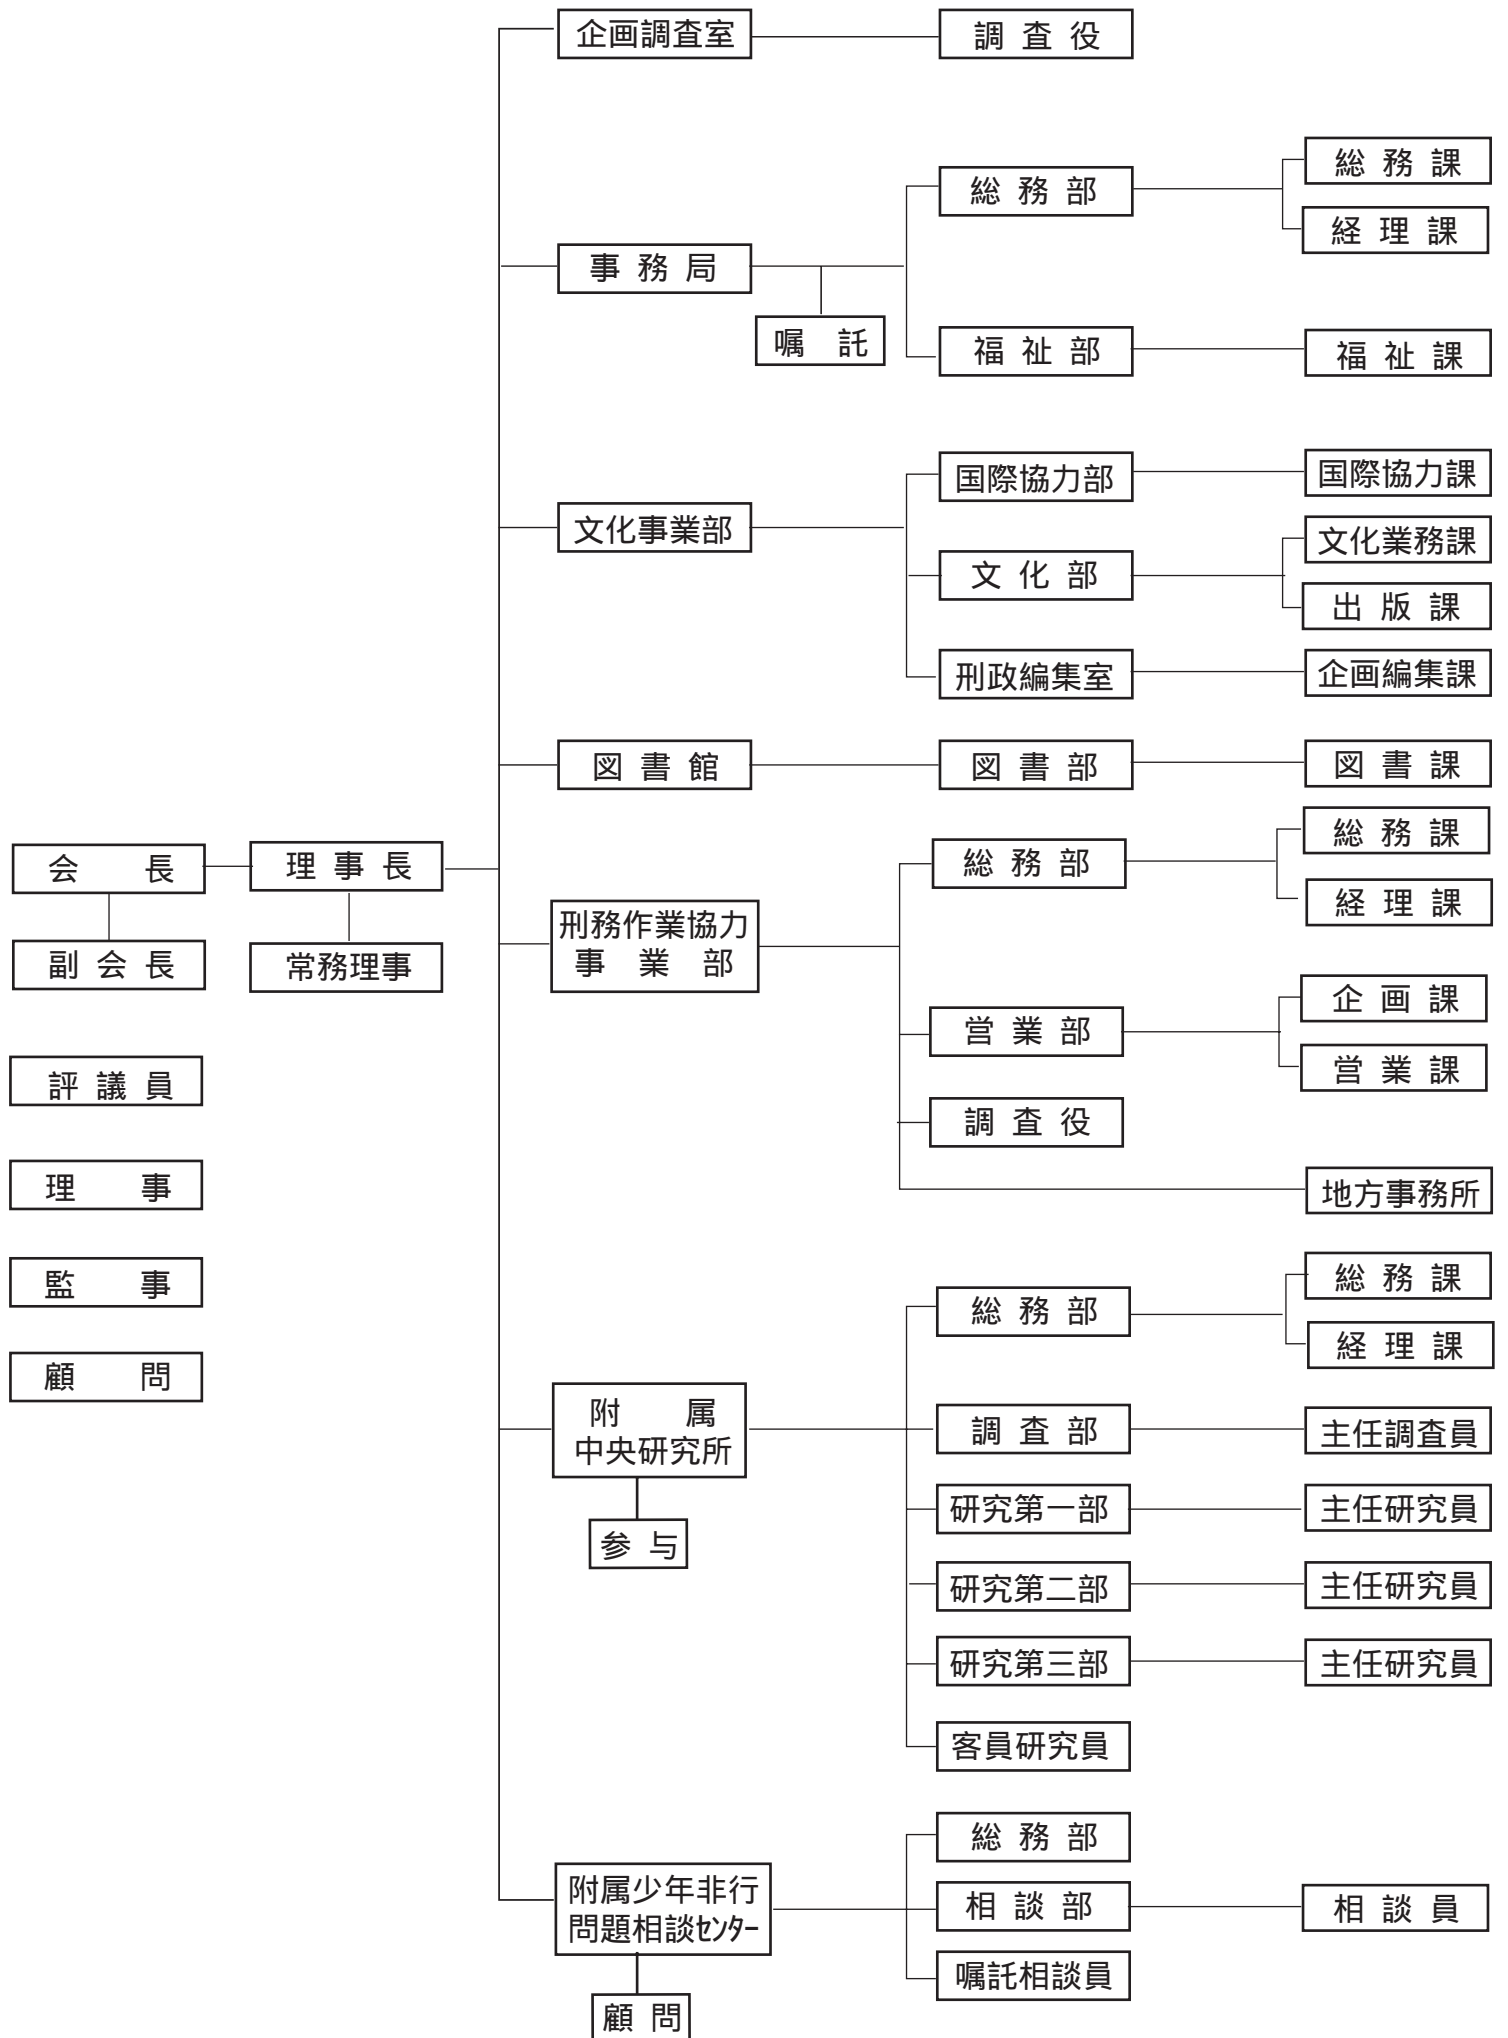 企画調査室
調査役
総務課
総務部
経理課
事務局
嘱託
福祉部
福祉課
国際協力部
国際協力課
文化事業部
文化業務課
文化部
出版課
刑政編集室
企画編集課
図書館
図書部
図書課
会長
理事長
副会長
常務理事
評議員
理事
監事
顧問
刑務作業協力
事業部
総務部
総務課
経理課
営業部
企画課
営業課
調査役
地方事務所
附属
中央研究所
参与
総務部
総務課
経理課
調査部
主任調査員
研究第一部
主任研究員
研究第二部
主任研究員
研究第三部
主任研究員
客員研究員
附属少年非行
問題相談センター
顧問
総務部
相談部
相談員
嘱託相談員